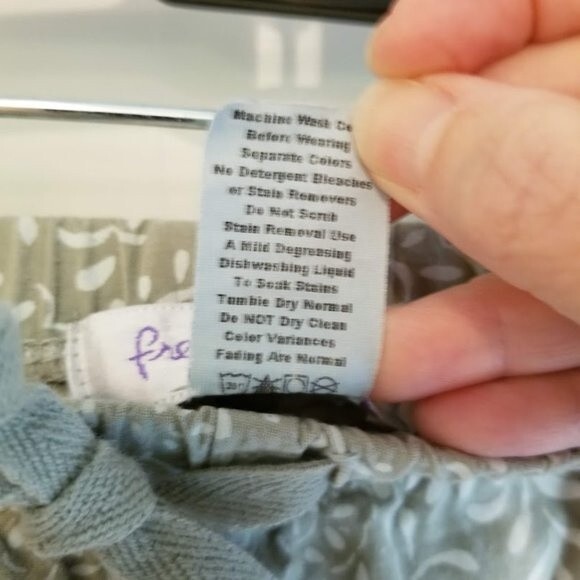 Machine Wash
Before Wearing
Separate Colors
No Detergent Bleaches
or Stain Removers
Do Not Scrub
Stain Removal Use
A Mild Degreasing
Dishwashing Liquid
To Soak Stains
Tumble Dry Normal
Do NOT Dry Clean
Color Variances
Fading Are Normal
fre